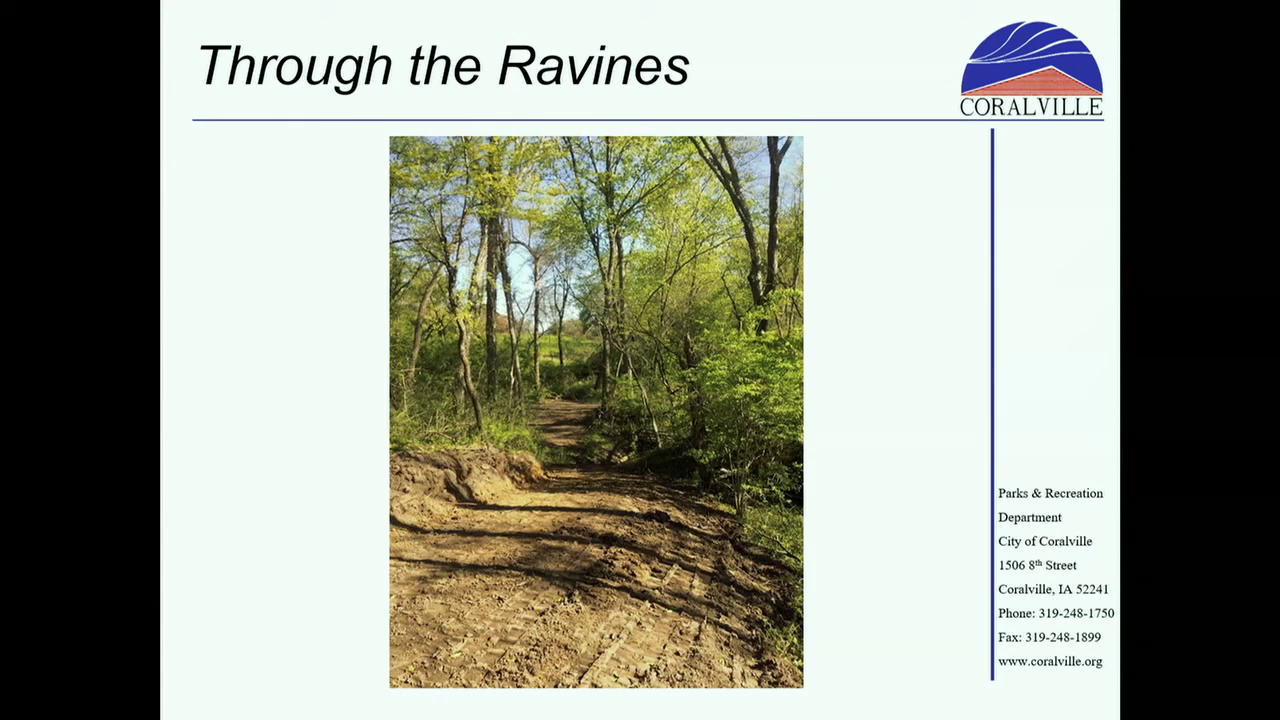 Through the Ravines
CORALVILLE
Parks & Recreation
Department
City of Coralville
1506 8th Street
Coralville, IA 52241
Phone: 319-248-1750
Fax: 319-248-1899
www.coralville.org